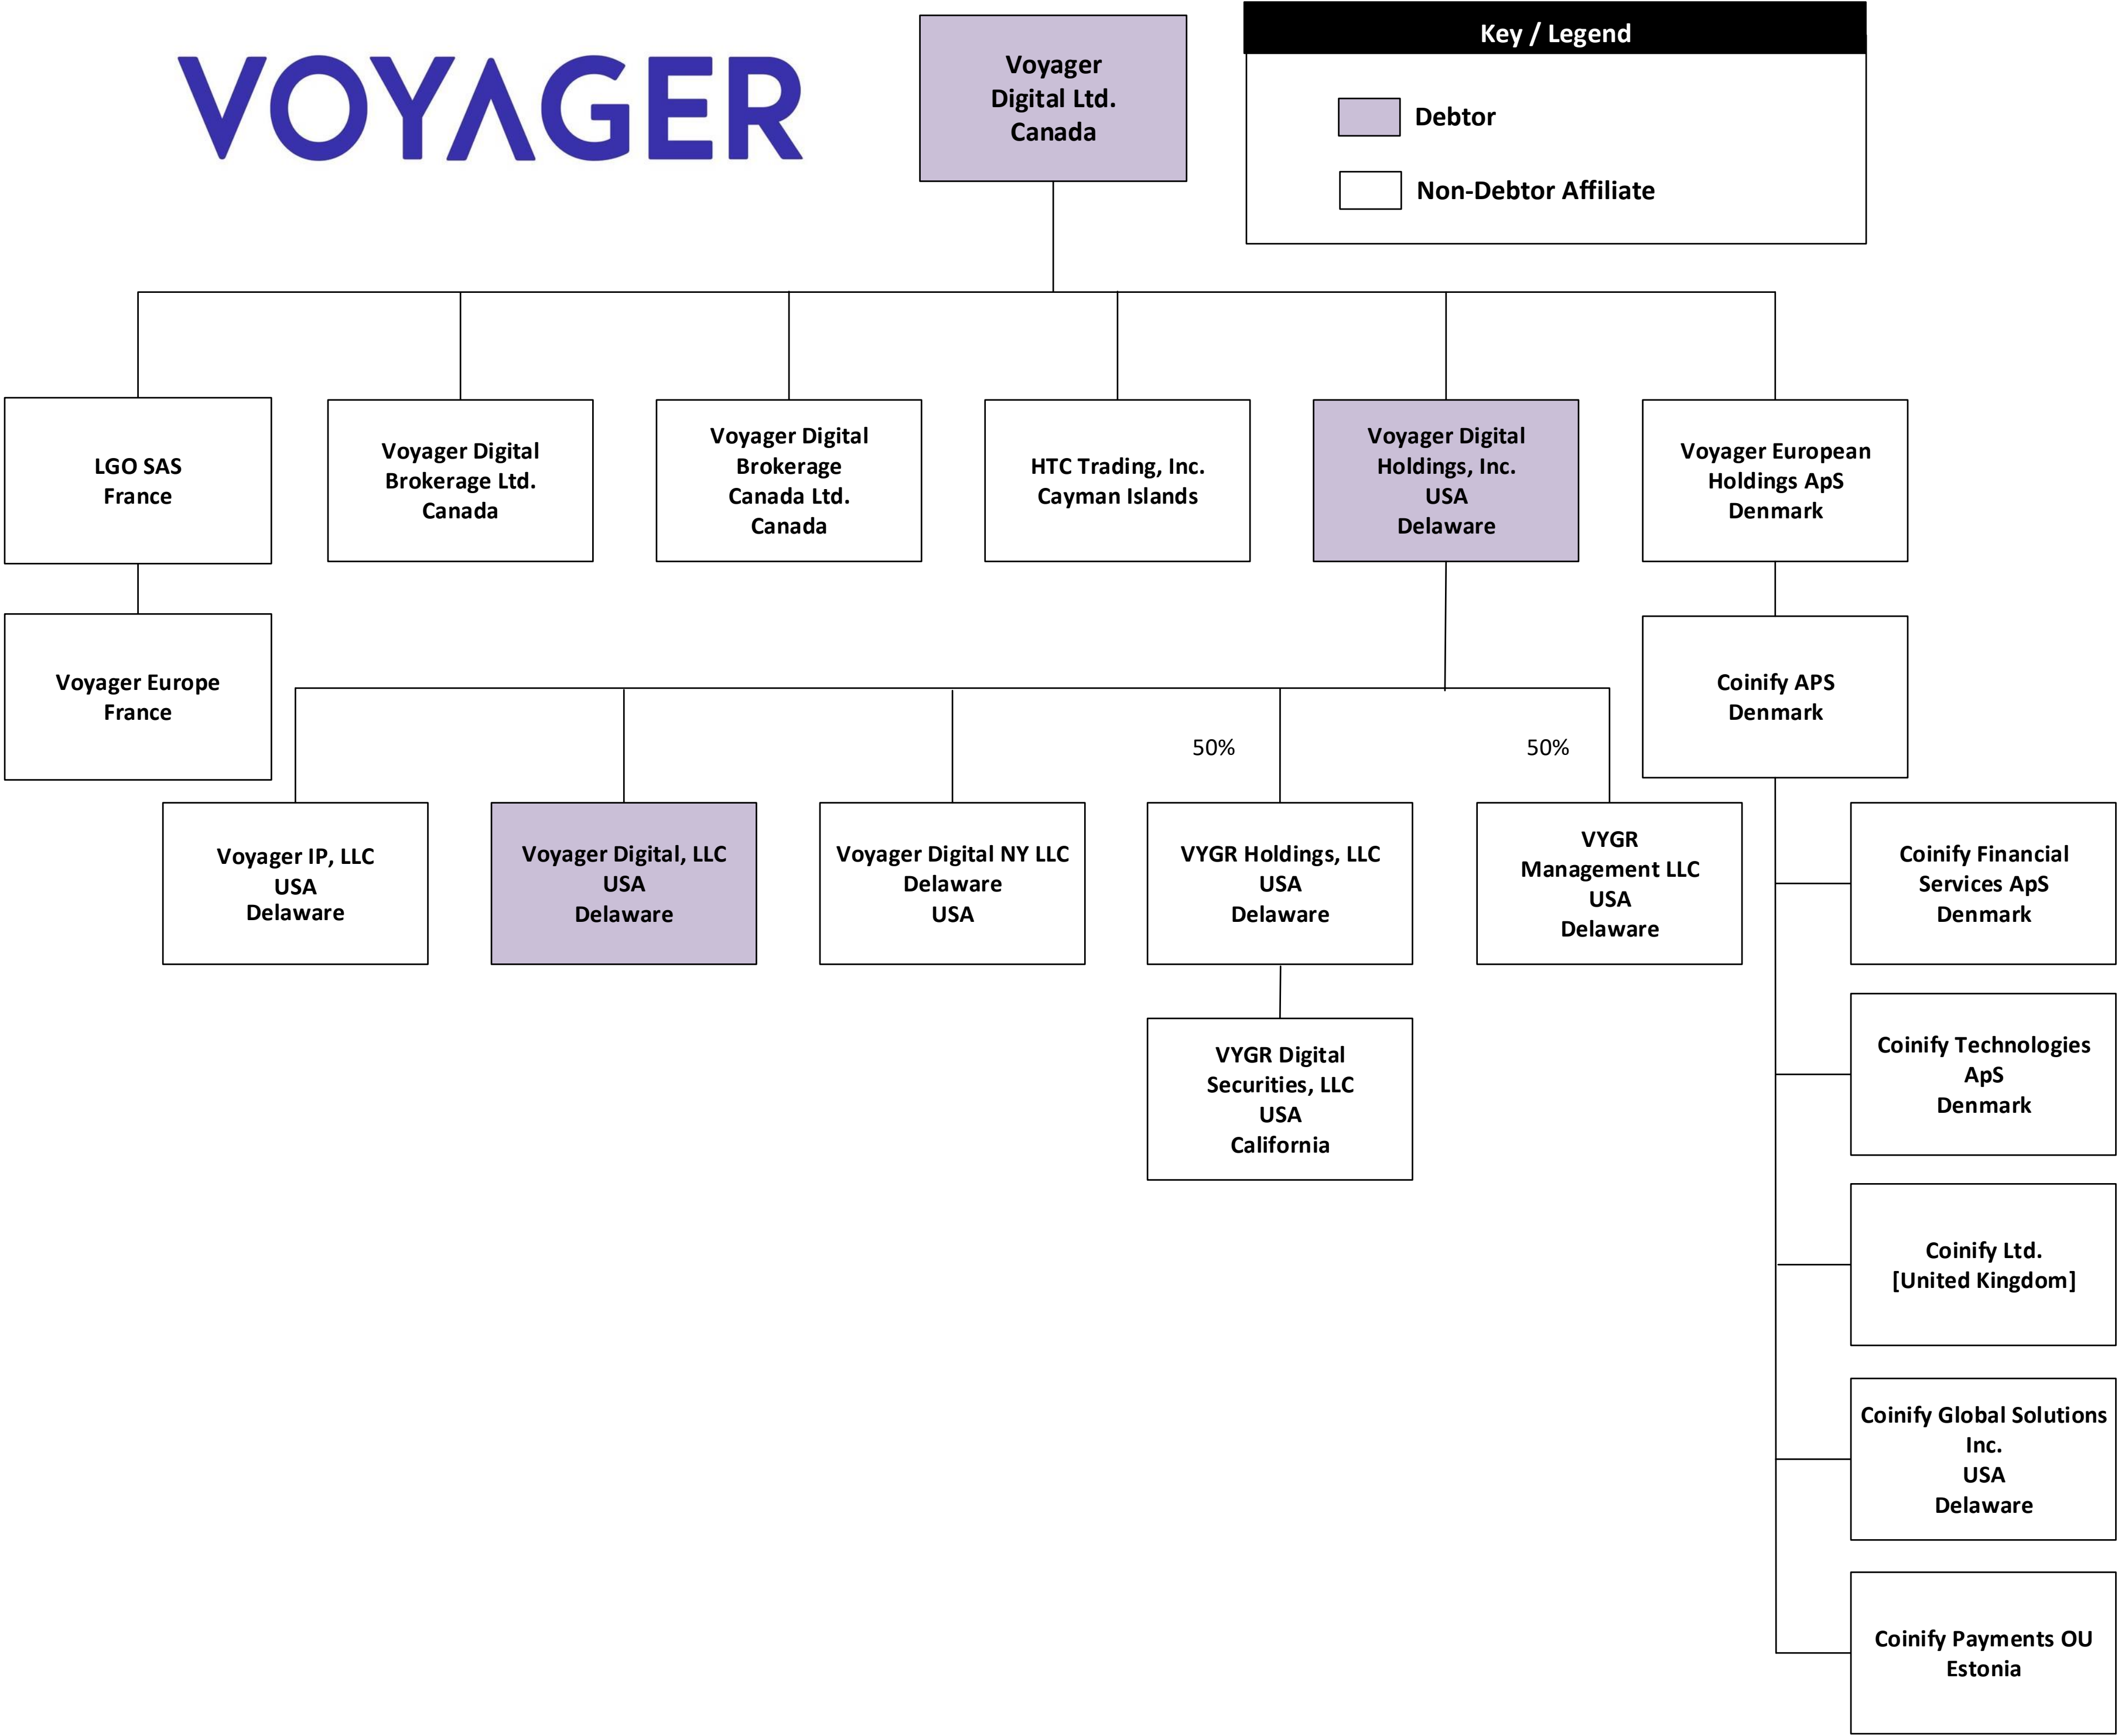 VOYAGER
Voyager
Digital Ltd.
Canada
Key / Legend
Debtor
Non-Debtor Affiliate
LGO SAS
France
Voyager Digital
Brokerage Ltd.
Canada
Voyager Digital
Brokerage
Canada Ltd.
Canada
HTC Trading, Inc.
Cayman Islands
Voyager Digital
Holdings, Inc.
USA
Delaware
Voyager European
Holdings ApS
Denmark
Voyager Europe
France
Coinify APS
Denmark
50%
50%
Voyager IP, LLC
USA
Delaware
Voyager Digital, LLC
USA
Delaware
Voyager Digital NY LLC
Delaware
USA
VYGR Holdings, LLC
USA
Delaware
VYGR
Management LLC
USA
Delaware
Coinify Financial
Services ApS
Denmark
VYGR Digital
Securities, LLC
USA
California
Coinify Technologies
ApS
Denmark
Coinify Ltd.
[United Kingdom]
Coinify Global Solutions
Inc.
USA
Delaware
Coinify Payments OU
Estonia